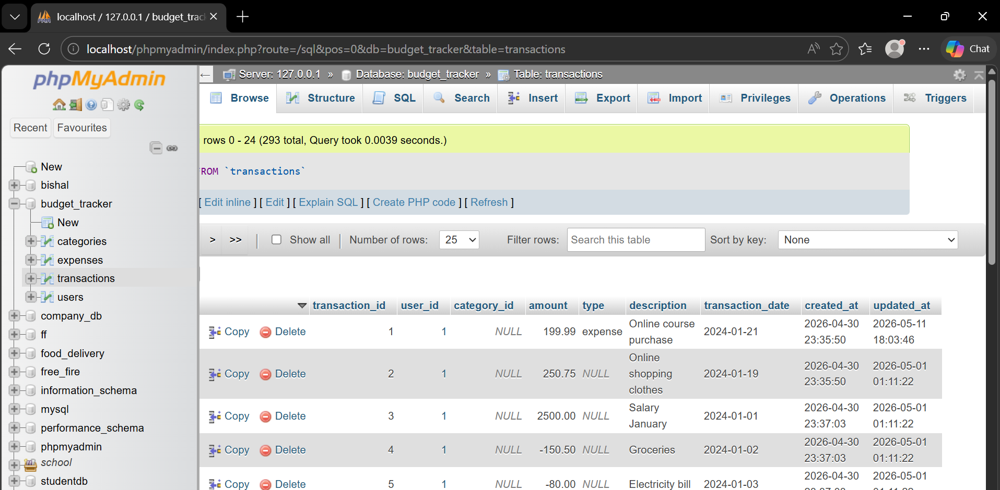 localhost / 127.0.0.1 / budget_trac
localhost/phpmyadmin/index.php?route=/sql&pos=0&db=budget_tracker&table=transactions
Chat
phpMyAdmin
Recent Favourites
New
bishal
budget_tracker
New
categories
expenses
transactions
users
company_db
ff
food_delivery
free_fire
information_schema
mysql
performance_schema
phpmyadmin
school
studentdb
Server: 127.0.0.1 » Database: budget_tracker » Table: transactions
Browse Structure SQL Search Insert Export Import Privileges Operations Triggers
rows 0 - 24 (293 total, Query took 0.0039 seconds.)
ROM `transactions`
[ Edit inline ] [ Edit ] [ Explain SQL ] [ Create PHP code ] [ Refresh ]
> >> | Show all | Number of rows: 25 Filter rows: Search this table Sort by key: None
transaction_id user_id category_id amount type description transaction_date created_at updated_at
Copy Delete 1 1 NULL 199.99 expense Online course purchase 2024-01-21 2026-04-30 23:35:50 2026-05-11 18:03:46
Copy Delete 2 1 NULL 250.75 NULL Online shopping clothes 2024-01-19 2026-04-30 23:35:50 2026-05-01 01:11:22
Copy Delete 3 1 NULL 2500.00 NULL Salary January 2024-01-01 2026-04-30 23:37:03 2026-05-01 01:11:22
Copy Delete 4 1 NULL -150.50 NULL Groceries 2024-01-02 2026-04-30 23:37:03 2026-05-01 01:11:22
Copy Delete 5 1 NULL -80.00 NULL Electricity bill 2024-01-03 2026-04-30 2026-05-01